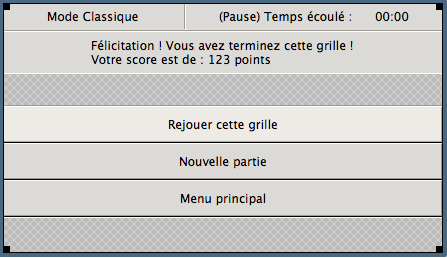 Mode Classique
(Pause) Temps écoulé : 00:00
Félicitation ! Vous avez terminez cette grille !
Votre score est de : 123 points
Rejouer cette grille
Nouvelle partie
Menu principal